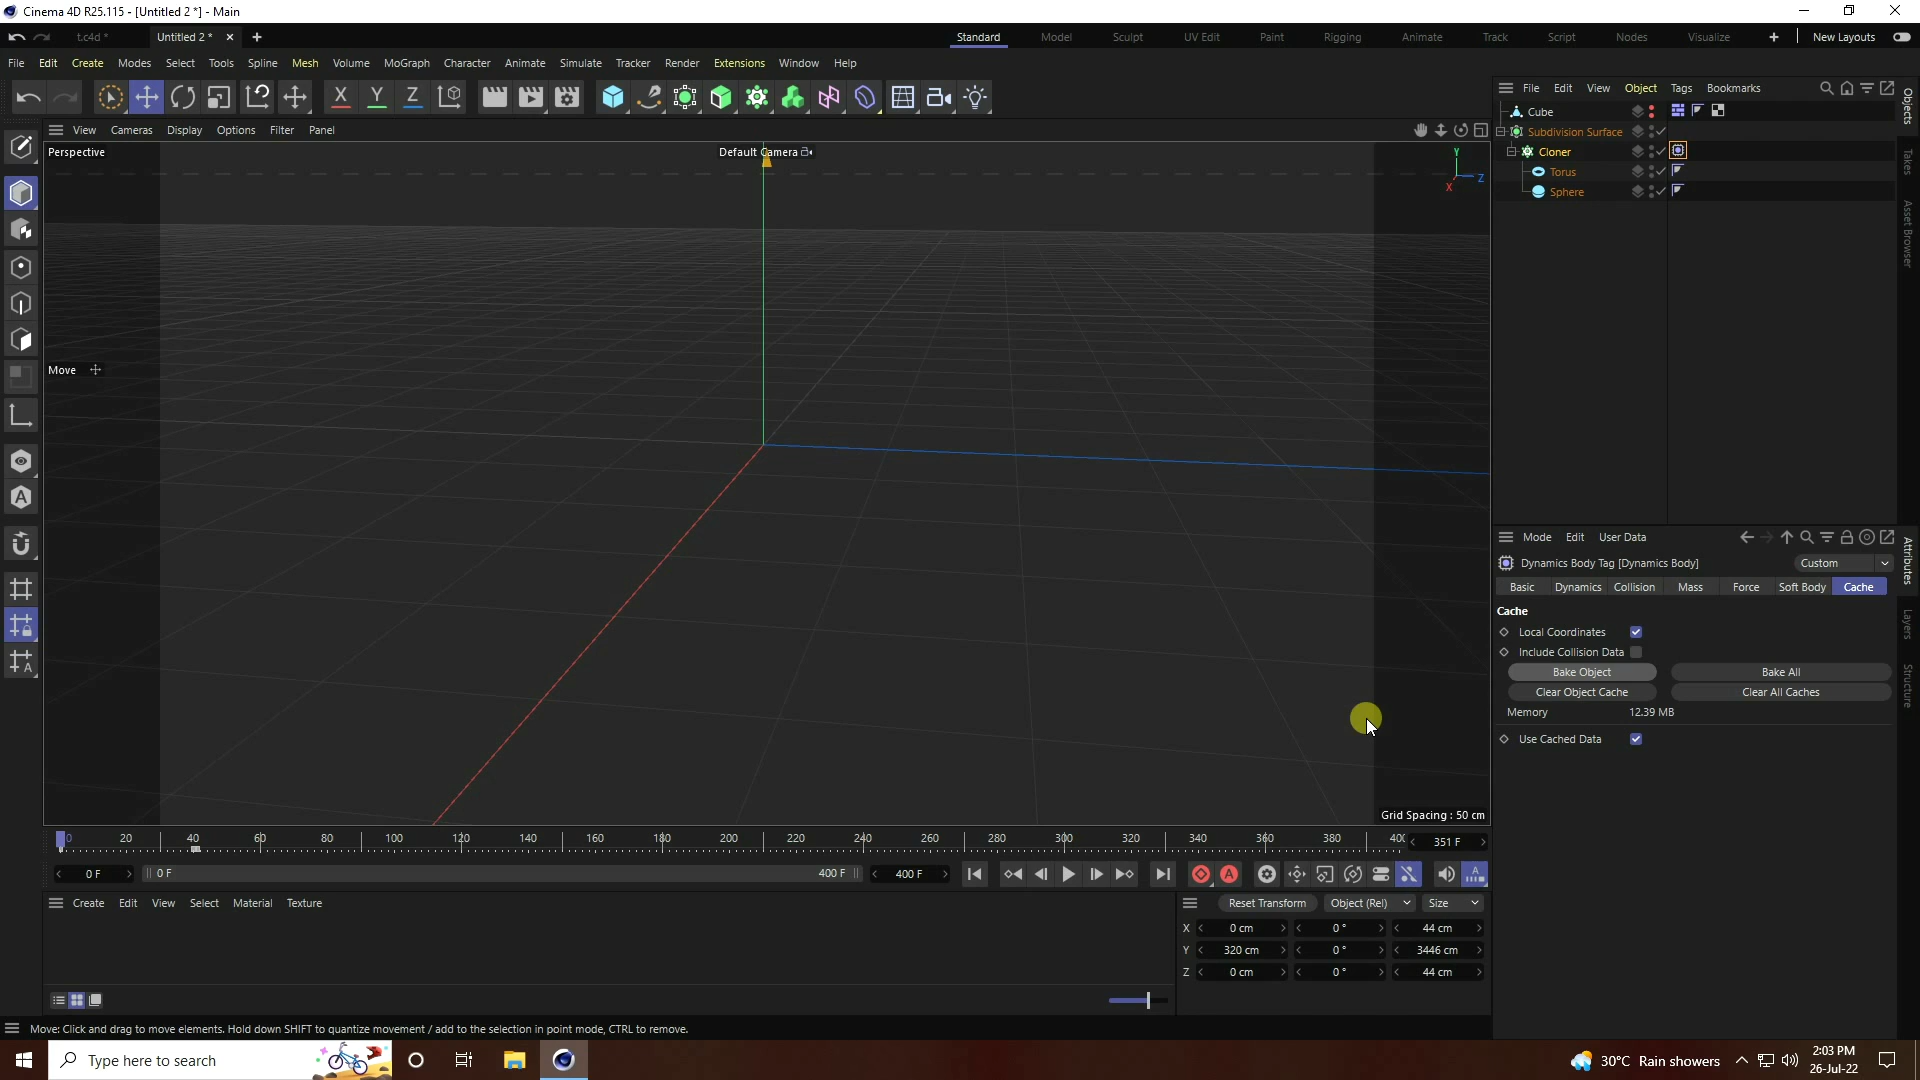 Cinema 4D R25.115 - [Untitled 2 *] - Main
t.c4d * Untitled 2 * Standard Model Sculpt UV Edit Paint Rigging Animate Track Script Nodes Visualize New Layouts
File Edit Create Modes Select Tools Spline Mesh Volume MoGraph Character Animate Simulate Tracker Render Extensions Window Help
X Y Z
File Edit View Object Tags Bookmarks
Cube
Subdivision Surface
Cloner
Torus
Sphere
Objects
Takes
Asset Browser
View Cameras Display Options Filter Panel
Perspective
Default Camera
Y
Z
X
Move
Grid Spacing : 50 cm
Mode Edit User Data
Dynamics Body Tag [Dynamics Body] Custom
Basic Dynamics Collision Mass Force Soft Body Cache
Cache
Local Coordinates
Include Collision Data
Bake Object Bake All
Clear Object Cache Clear All Caches
Memory 12.39 MB
Use Cached Data
Attributes
Layers
Structure
0 20 40 60 80 100 120 140 160 180 200 220 240 260 280 300 320 340 360 380 40 351 F
0 F 0 F 400 F 400 F
Create Edit View Select Material Texture
Reset Transform Object (Rel) Size
X 0 cm 0° 44 cm
Y 320 cm 0° 3446 cm
Z 0 cm 0° 44 cm
Move: Click and drag to move elements. Hold down SHIFT to quantize movement / add to the selection in point mode, CTRL to remove.
Type here to search
30°C Rain showers
2:03 PM
26-Jul-22